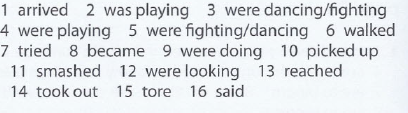 1 arrived 2 was playing 3 were dancing/fighting
4 were playing 5 were fighting/dancing 6 walked
7 tried 8 became 9 were doing 10 picked up
11 smashed 12 were looking 13 reached
14 took out 15 tore 16 said